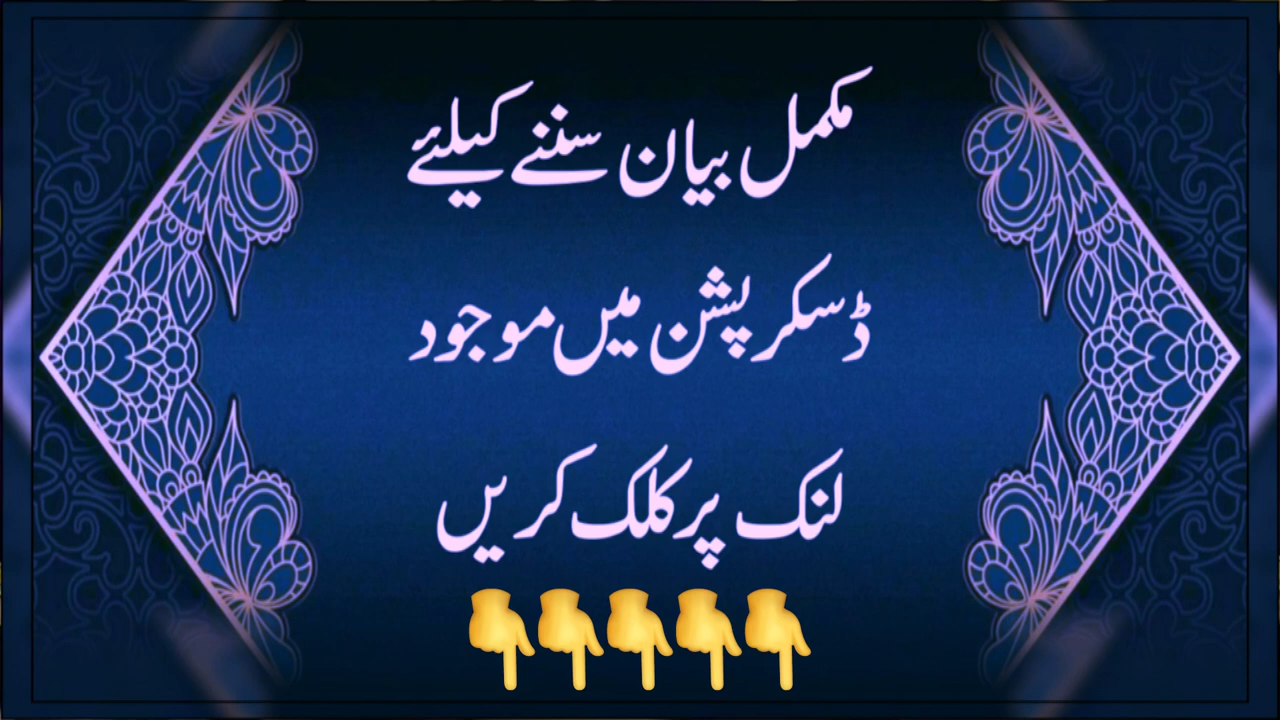 مکمل بیان سننے کیلئے
ڈسکرپشن میں موجود
لنک پر کلک کریں
👇👇👇👇👇